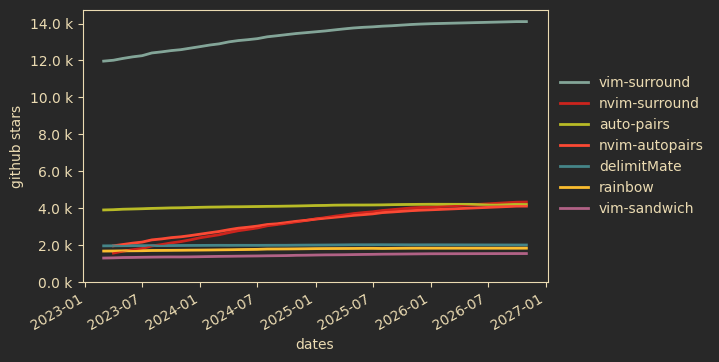 14.0 k
12.0 k
10.0 k
8.0 k
6.0 k
4.0 k
2.0 k
0.0 k
github stars
2023-01
2023-07
2024-01
2024-07
2025-01
2025-07
2026-01
2026-07
2027-01
dates
vim-surround
nvim-surround
auto-pairs
nvim-autopairs
delimitMate
rainbow
vim-sandwich